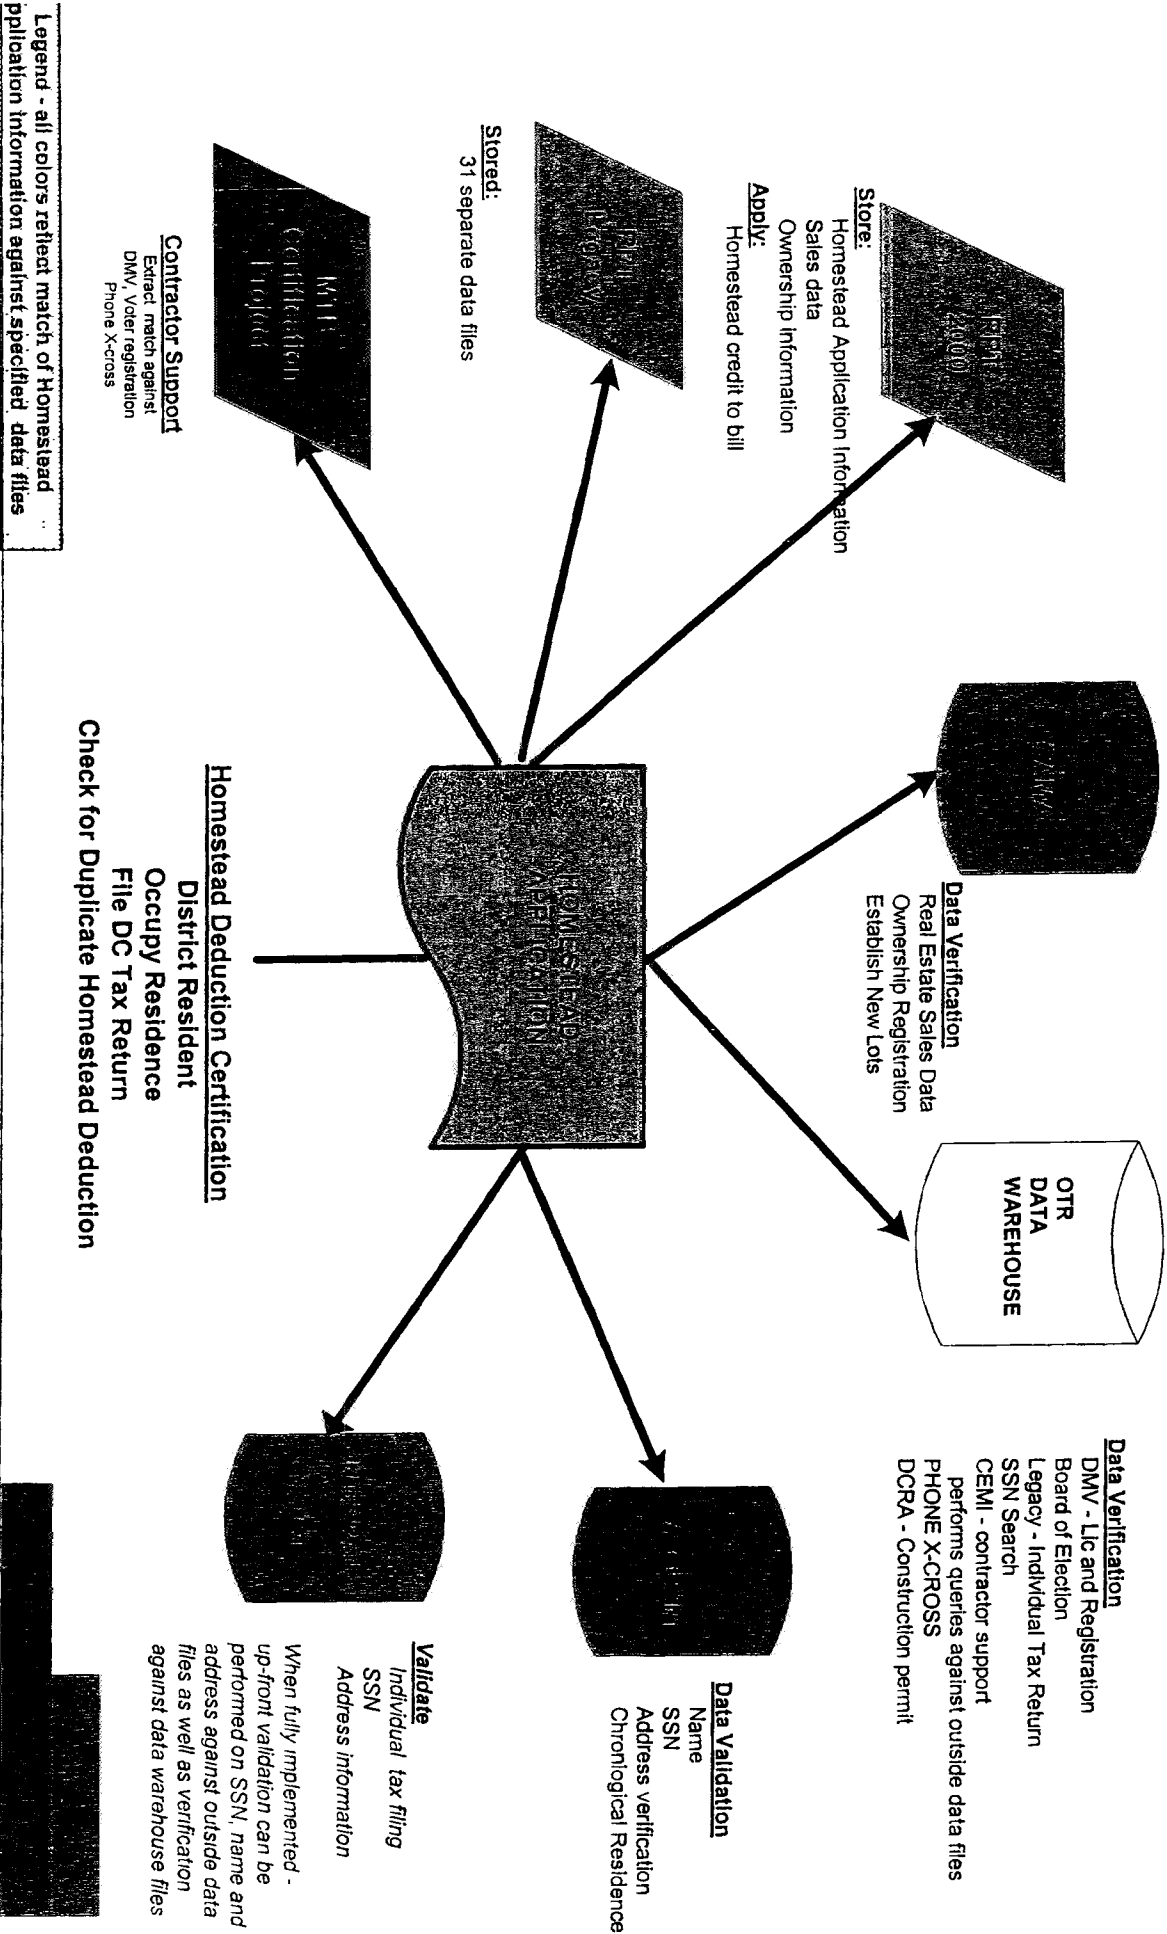 OTR
DATA
WAREHOUSE
Data Verification
DMV - Lic and Registration
Board of Election
Legacy - Individual Tax Return
SSN Search
CEMI - contractor support
performs queries against outside data files
PHONE X-CROSS
DCRA - Construction permit
Data Verification
Real Estate Sales Data
Ownership Registration
Establish New Lots
Store:
Homestead Application Information
Sales data
Ownership information
Apply:
Homestead credit to bill
HOMESTEAD
APPLICATION
Data Validation
Name
SSN
Address verification
Chronlogical Residence
Stored:
31 separate data files
Certification
Project
Contractor Support
Extract match against
DMV, Voter registration
Phone X-cross
Homestead Deduction Certification
District Resident
Occupy Residence
File DC Tax Return
Check for Duplicate Homestead Deduction
Validate
Individual tax filing
SSN
Address information
When fully implemented -
up-front validation can be
performed on SSN, name and
address against outside data
files as well as verification
against data warehouse files
Legend - all colors reflect match of Homestead
pplication information against specified data files